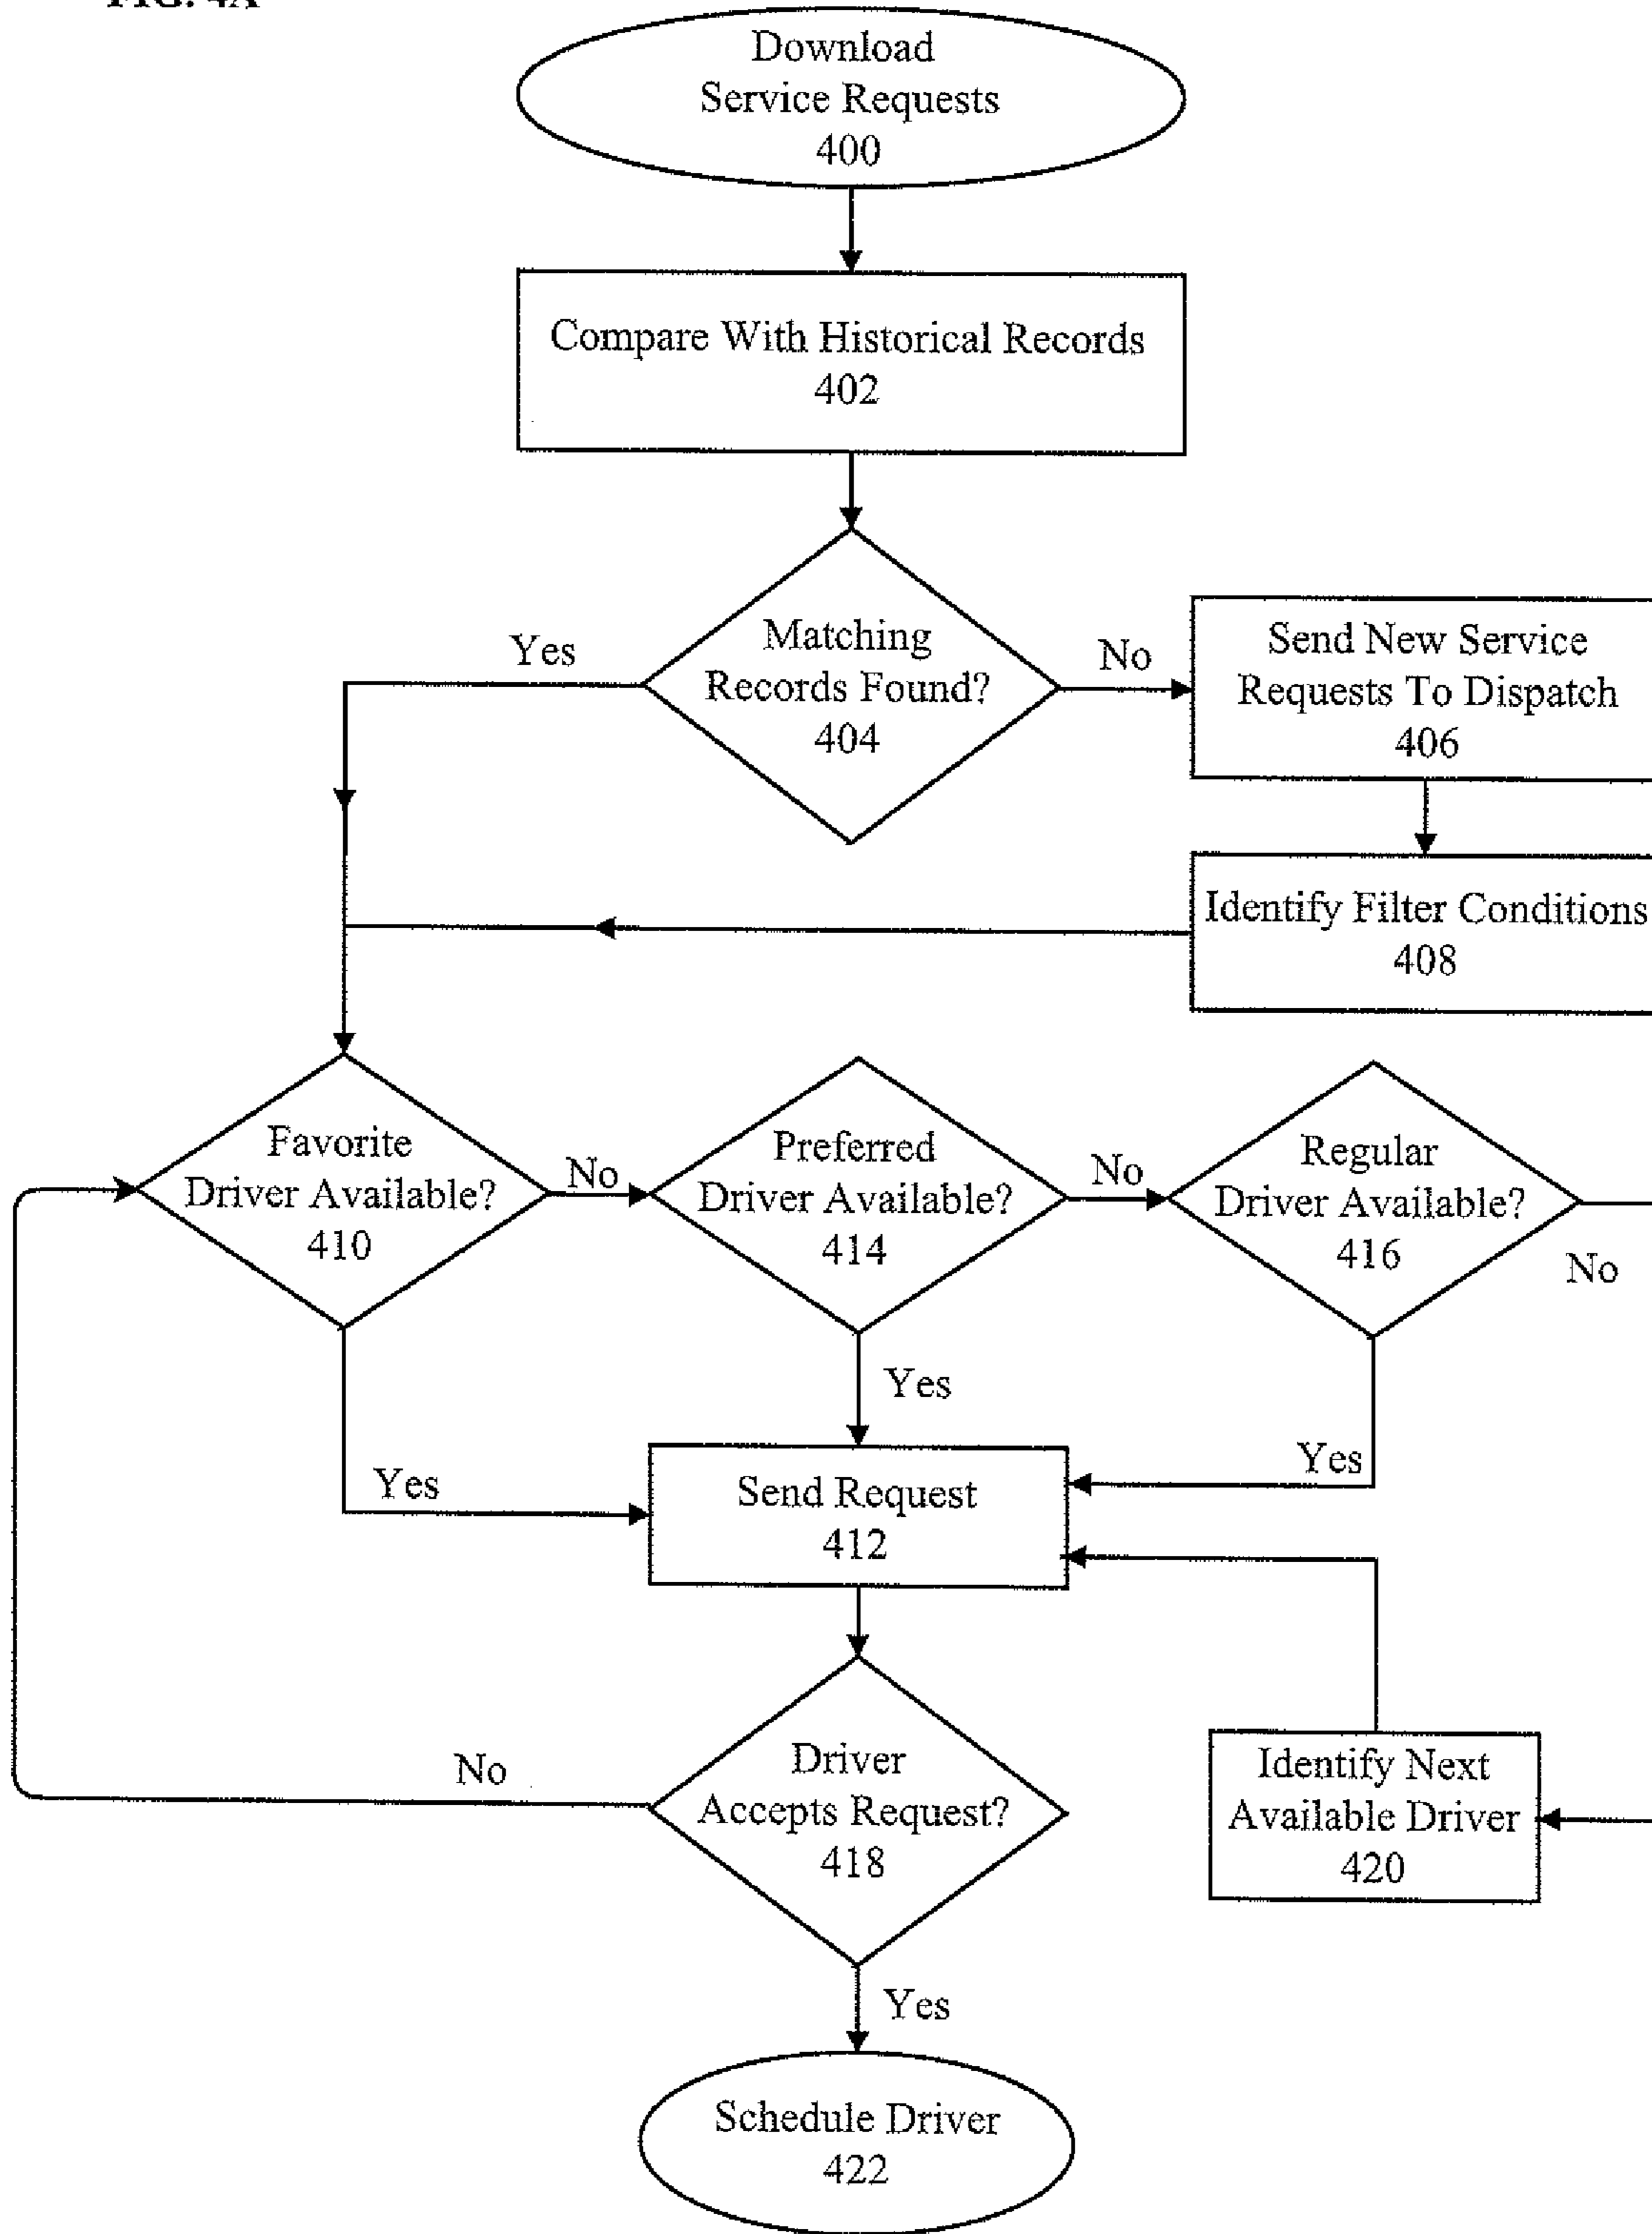 FIG. 4A
Download
Service Requests
400
Compare With Historical Records
402
Yes
Matching
Records Found?
404
No
Send New Service
Requests To Dispatch
406
Identify Filter Conditions
408
Favorite
Driver Available?
410
No
Preferred
Driver Available?
414
No
Regular
Driver Available?
416
No
Yes
Yes
Yes
Send Request
412
No
Driver
Accepts Request?
418
Identify Next
Available Driver
420
Yes
Schedule Driver
422